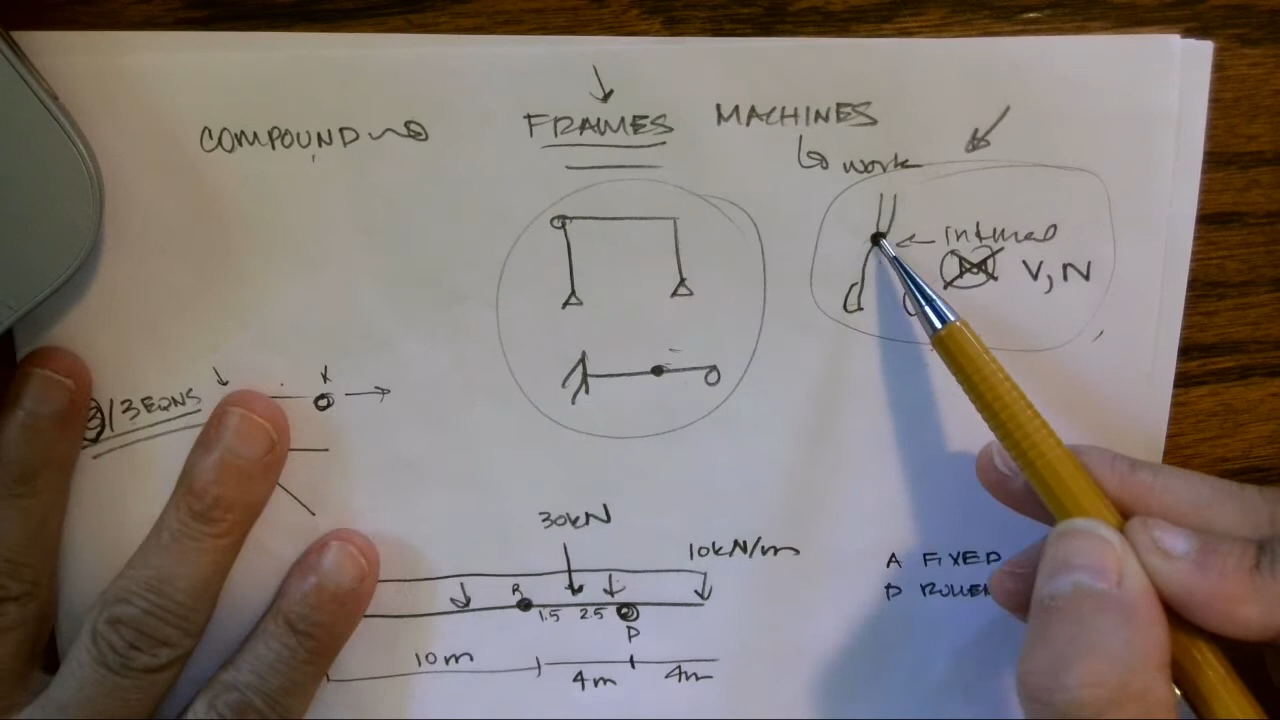 COMPOUND
FRAMES
MACHINES
work
internal
M V, N
/3 EQNS
30kN
10kN/m
B
1.5 2.5
D
10m
4m
4m
A FIXED
D ROLLER